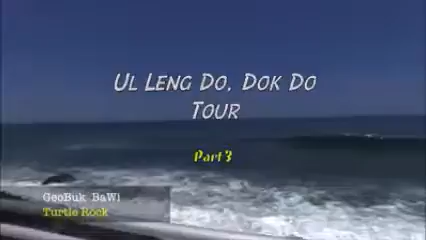 Ul Leng Do, Dok Do
Tour
Part 3
GeoBuk BaWi
Turtle Rock